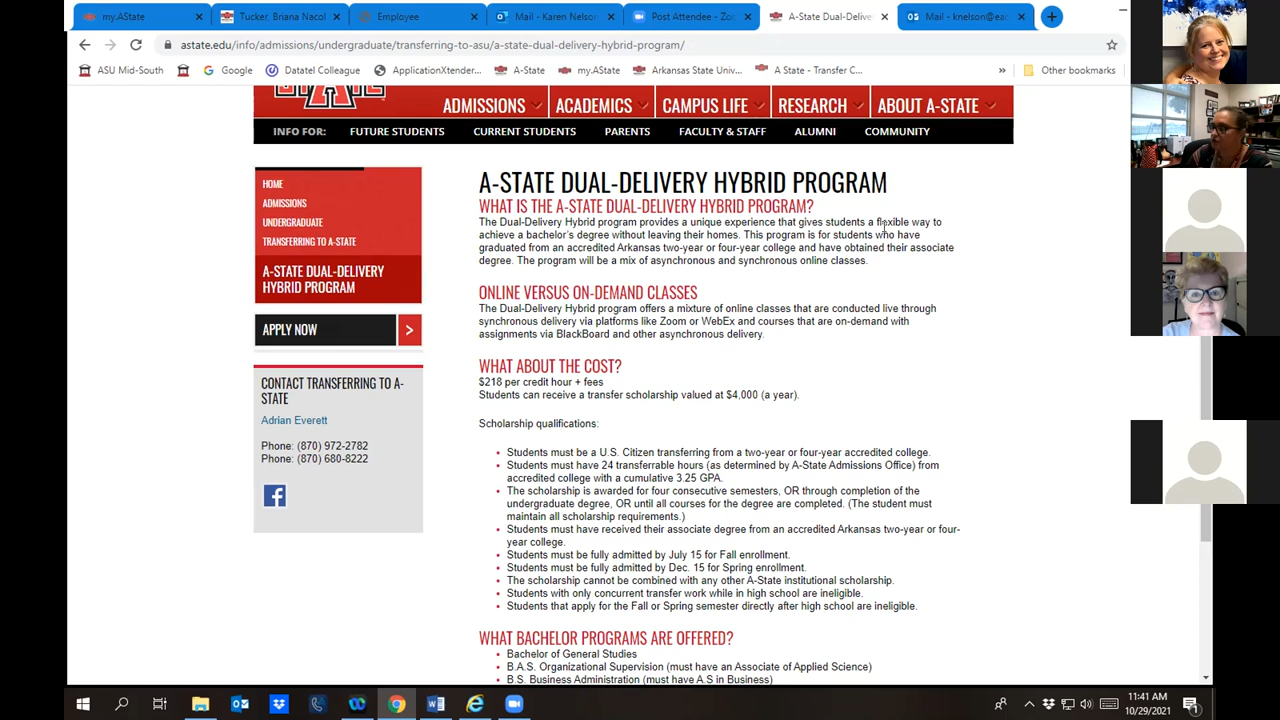 my.AState
Tucker, Briana Nacol
Employee
Mail - Karen Nelson
Post Attendee - Zoo
A-State Dual-Delive
Mail - knelson@ea
astate.edu/info/admissions/undergraduate/transferring-to-asu/a-state-dual-delivery-hybrid-program/
ASU Mid-South
Google
Datatel Colleague
ApplicationXtender...
A-State
my.AState
Arkansas State Univ...
A State - Transfer C...
» Other bookmarks
ADMISSIONS
ACADEMICS
CAMPUS LIFE
RESEARCH
ABOUT A-STATE
INFO FOR: FUTURE STUDENTS CURRENT STUDENTS PARENTS FACULTY & STAFF ALUMNI COMMUNITY
HOME
ADMISSIONS
UNDERGRADUATE
TRANSFERRING TO A-STATE
A-STATE DUAL-DELIVERY
HYBRID PROGRAM
APPLY NOW >
CONTACT TRANSFERRING TO A-
STATE
Adrian Everett
Phone: (870) 972-2782
Phone: (870) 680-8222
A-STATE DUAL-DELIVERY HYBRID PROGRAM
WHAT IS THE A-STATE DUAL-DELIVERY HYBRID PROGRAM?
The Dual-Delivery Hybrid program provides a unique experience that gives students a flexible way to
achieve a bachelor's degree without leaving their homes. This program is for students who have
graduated from an accredited Arkansas two-year or four-year college and have obtained their associate
degree. The program will be a mix of asynchronous and synchronous online classes.
ONLINE VERSUS ON-DEMAND CLASSES
The Dual-Delivery Hybrid program offers a mixture of online classes that are conducted live through
synchronous delivery via platforms like Zoom or WebEx and courses that are on-demand with
assignments via BlackBoard and other asynchronous delivery.
WHAT ABOUT THE COST?
$218 per credit hour + fees
Students can receive a transfer scholarship valued at $4,000 (a year).
Scholarship qualifications:
• Students must be a U.S. Citizen transferring from a two-year or four-year accredited college.
• Students must have 24 transferrable hours (as determined by A-State Admissions Office) from
accredited college with a cumulative 3.25 GPA.
• The scholarship is awarded for four consecutive semesters, OR through completion of the
undergraduate degree, OR until all courses for the degree are completed. (The student must
maintain all scholarship requirements.)
• Students must have received their associate degree from an accredited Arkansas two-year or four-
year college.
• Students must be fully admitted by July 15 for Fall enrollment.
• Students must be fully admitted by Dec. 15 for Spring enrollment.
• The scholarship cannot be combined with any other A-State institutional scholarship.
• Students with only concurrent transfer work while in high school are ineligible.
• Students that apply for the Fall or Spring semester directly after high school are ineligible.
WHAT BACHELOR PROGRAMS ARE OFFERED?
• Bachelor of General Studies
• B.A.S. Organizational Supervision (must have an Associate of Applied Science)
• B.S. Business Administration (must have A.S in Business)
11:41 AM
10/29/2021